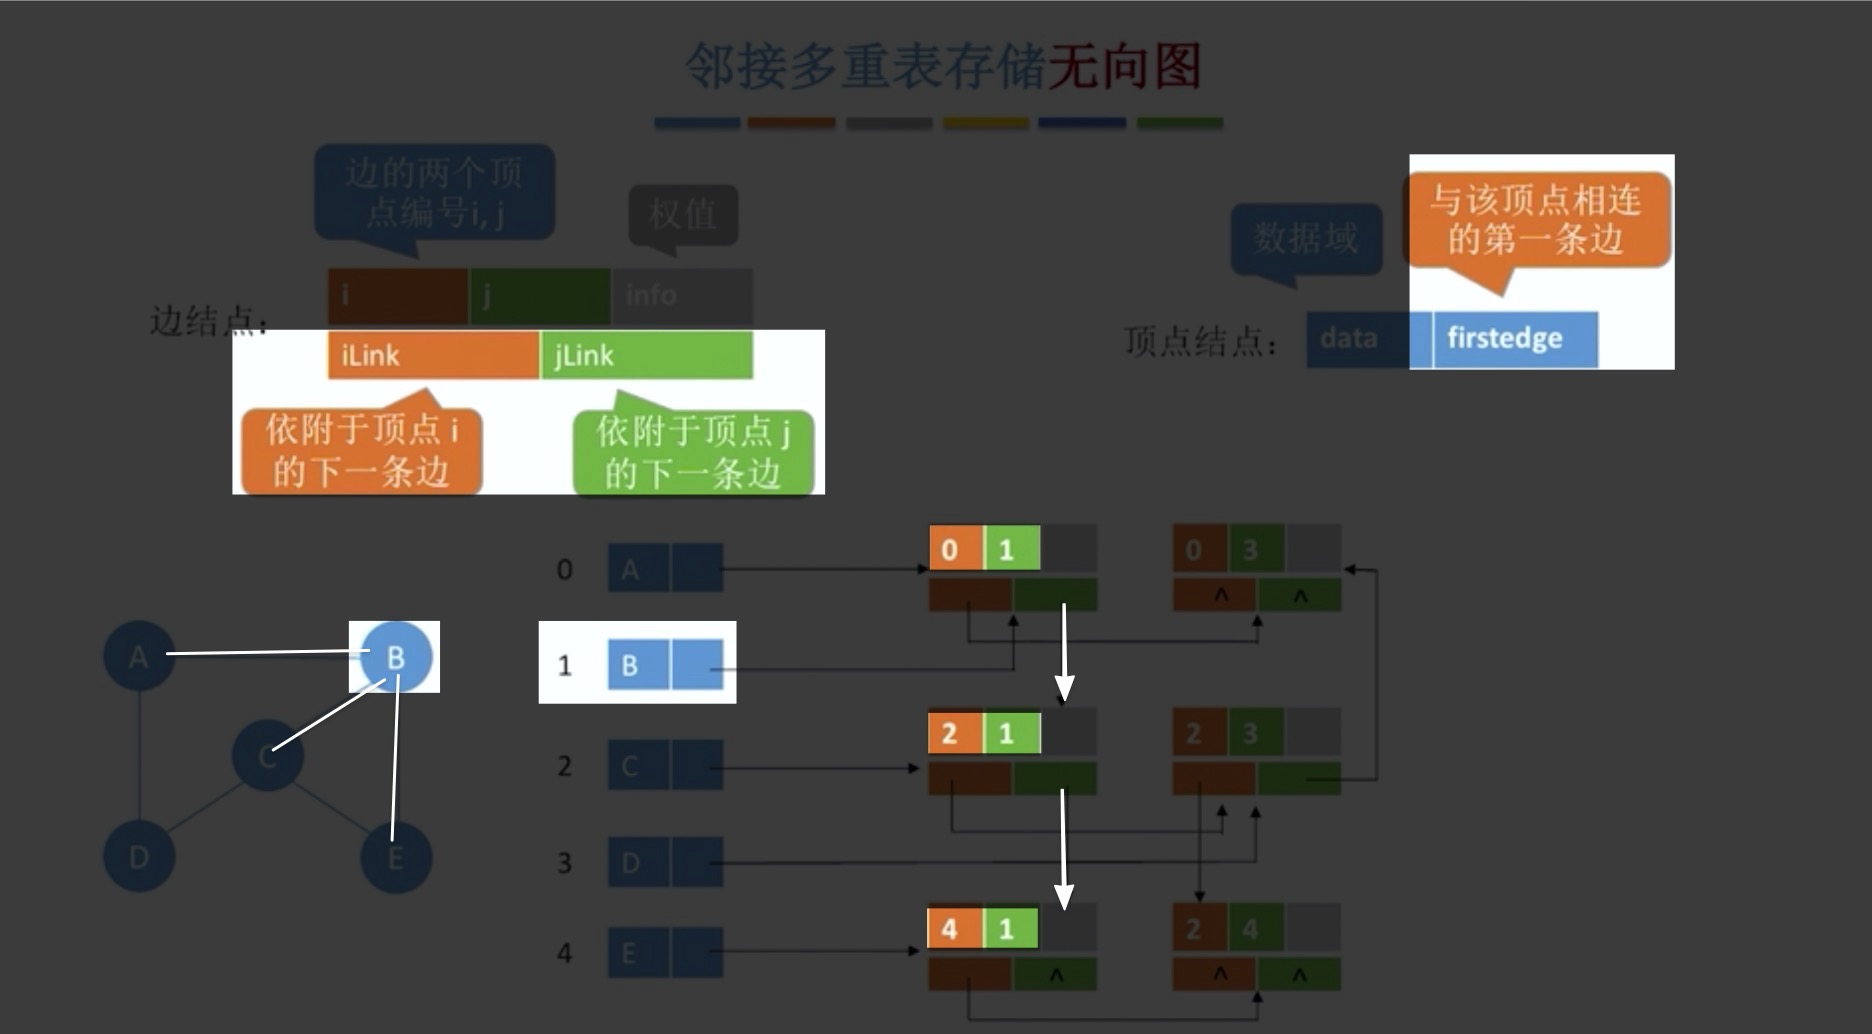 邻接多重表存储无向图
边的两个顶
点编号i,j
权值
数据域
与该顶点相连
的第一条边
边结点：
i j info
iLink jLink
顶点结点：
data firstedge
依附于顶点 i
的下一条边
依附于顶点 j
的下一条边
0 A 0 1 0 3
^ ^
A B
1 B
C
2 C 2 1 2 3
D E
3 D
4 E 4 1 2 4
^ ^ ^